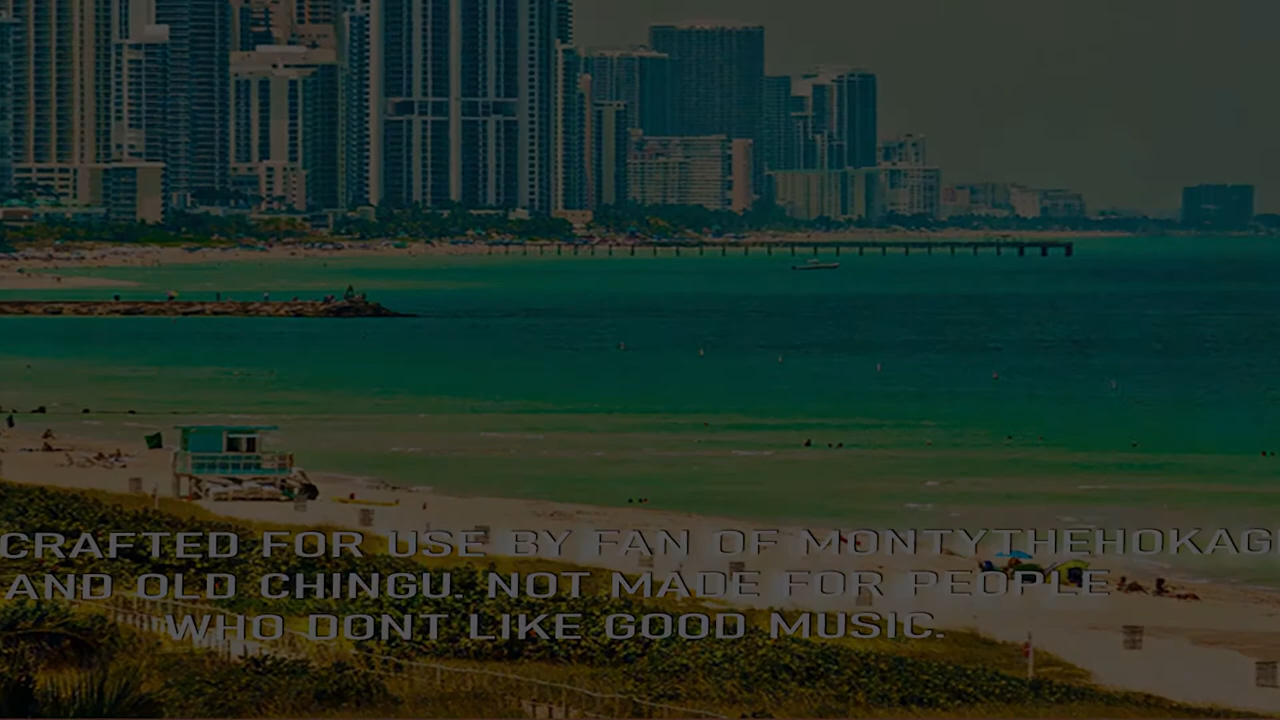 CRAFTED FOR USE BY FAN OF MONTYTHEHOKAG
AND OLD CHINGU. NOT MADE FOR PEOPLE
WHO DONT LIKE GOOD MUSIC.